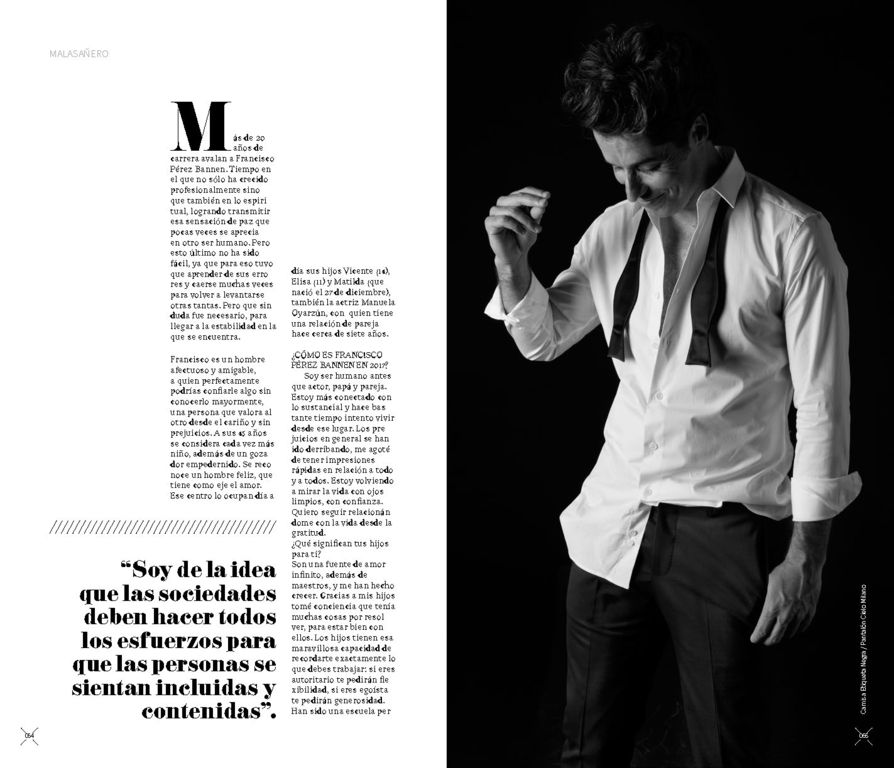 MALASAÑERO
Más de 20
años de
carrera avalan a Francisco
Pérez Bannen. Tiempo en
el que no sólo ha crecido
profesionalmente sino
que también en lo espiri
tual, logrando transmitir
esa sensación de paz que
pocas veces se aprecia
en otro ser humano. Pero
esto último no ha sido
fácil, ya que para eso tuvo
que aprender de sus erro
res y caerse muchas veces
para volver a levantarse
otras tantas. Pero que sin
duda fue necesario, para
llegar a la estabilidad en la
que se encuentra.
Francisco es un hombre
afectuoso y amigable,
a quien perfectamente
podrías confiarle algo sin
conocerlo mayormente,
una persona que valora al
otro desde el cariño y sin
prejuicios. A sus 45 años
se considera cada vez más
niño, además de un goza
dor empedernido. Se reco
noce un hombre feliz, que
tiene como eje el amor.
Ese centro lo ocupan día a
día sus hijos Vicente (14),
Elisa (11) y Matilda (que
nació el 27 de diciembre),
también la actriz Manuela
Oyarzún, con quien tiene
una relación de pareja
hace cerca de siete años.
¿CÓMO ES FRANCISCO
PÉREZ BANNEN EN 2017?
Soy ser humano antes
que actor, papá y pareja.
Estoy más conectado con
lo sustancial y hace bas
tante tiempo intento vivir
desde ese lugar. Los pre
juicios en general se han
ido derribando, me agoté
de tener impresiones
rápidas en relación a todo
y a todos. Estoy volviendo
a mirar la vida con ojos
limpios, con confianza.
Quiero seguir relacionán
dome con la vida desde la
gratitud.
¿Qué significan tus hijos
para ti?
Son una fuente de amor
infinito, además de
maestros, y me han hecho
crecer. Gracias a mis hijos
tomé conciencia que tenía
muchas cosas por resol
ver, para estar bien con
ellos. Los hijos tienen esa
maravillosa capacidad de
recordarte exactamente lo
que debes trabajar: si eres
autoritario te pedirán fle
xibilidad, si eres egoísta
te pedirán generosidad.
Han sido una escuela per
“Soy de la idea
que las sociedades
deben hacer todos
los esfuerzos para
que las personas se
sientan incluidas y
contenidas”.
054
Camisa Etiqueta Negra / Pantalón Cielo Milano
055